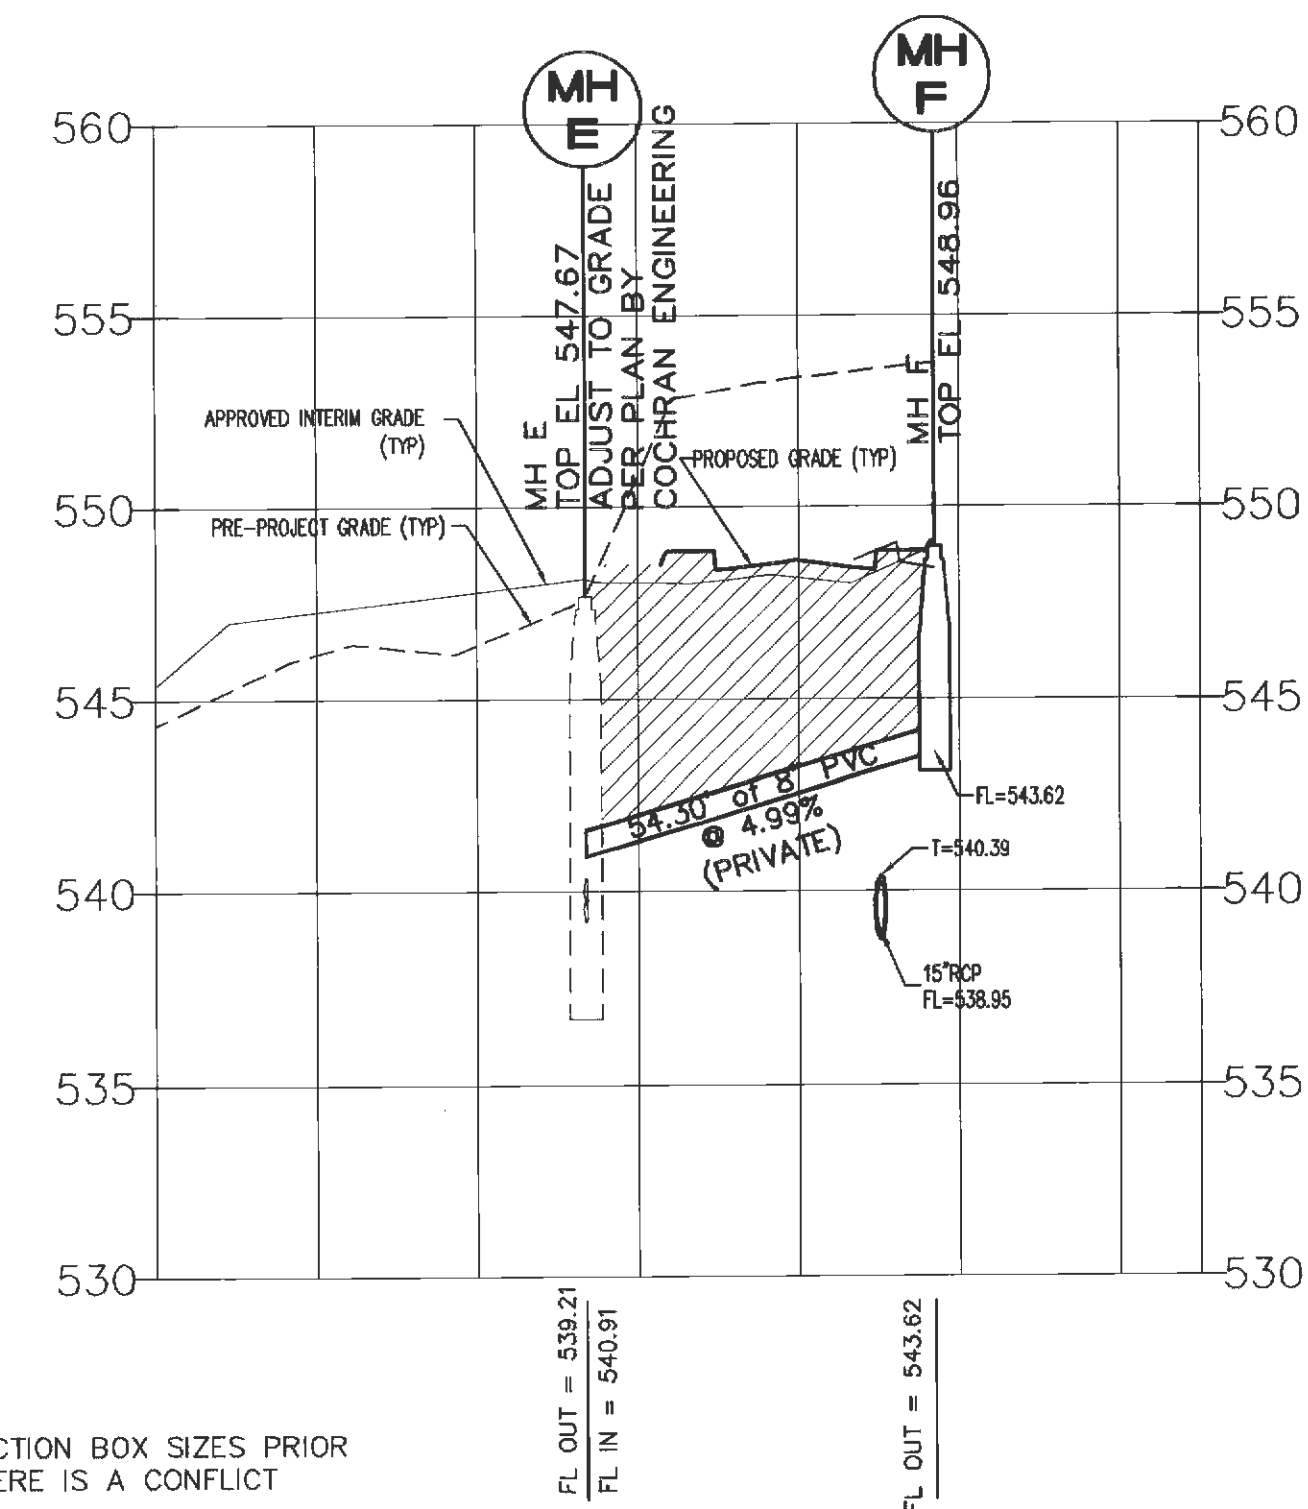 MH
E
MH
F
560
560
555
555
550
550
545
545
540
540
535
535
530
530
MH E
TOP EL 547.67
ADJUST TO GRADE
PER PLAN BY
COCHRAN ENGINEERING
MH F
TOP EL 548.96
APPROVED INTERIM GRADE
(TYP)
PRE-PROJECT GRADE (TYP)
PROPOSED GRADE (TYP)
54.30' of 8" PVC
@ 4.99%
(PRIVATE)
FL=543.62
T=540.39
15"RCP
FL=538.95
FL OUT = 539.21
FL IN = 540.91
FL OUT = 543.62
CTION BOX SIZES PRIOR
ERE IS A CONFLICT